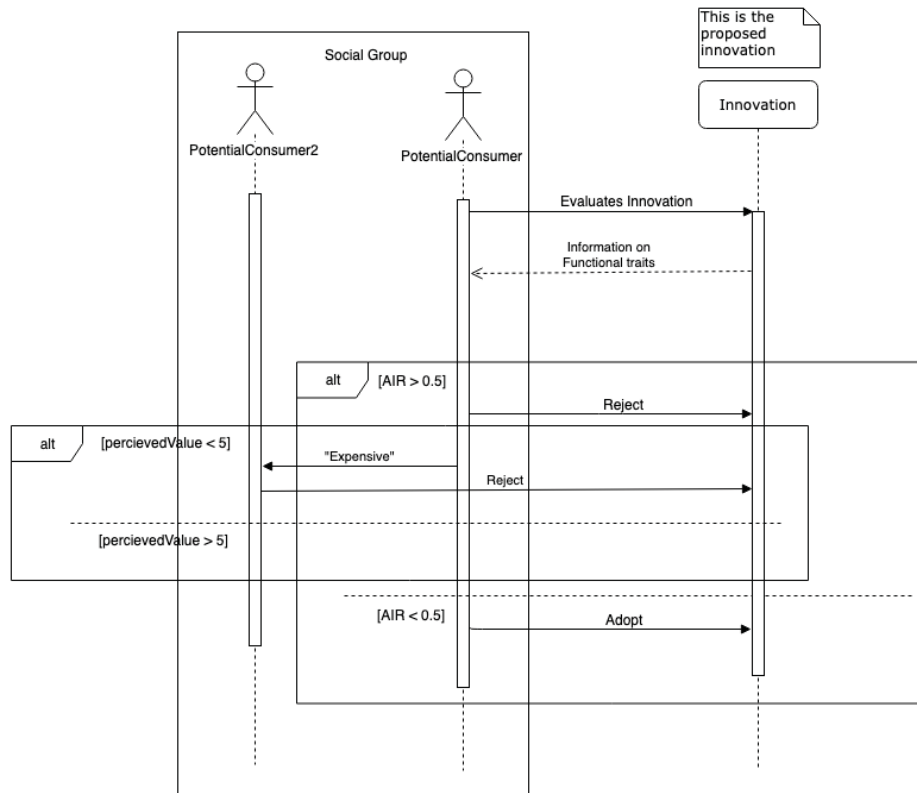 This is the
proposed
innovation
Social Group
Innovation
PotentialConsumer2
PotentialConsumer
Evaluates Innovation
Information on
Functional traits
alt
[AIR > 0.5]
Reject
alt
[percievedValue < 5]
"Expensive"
Reject
[percievedValue > 5]
[AIR < 0.5]
Adopt